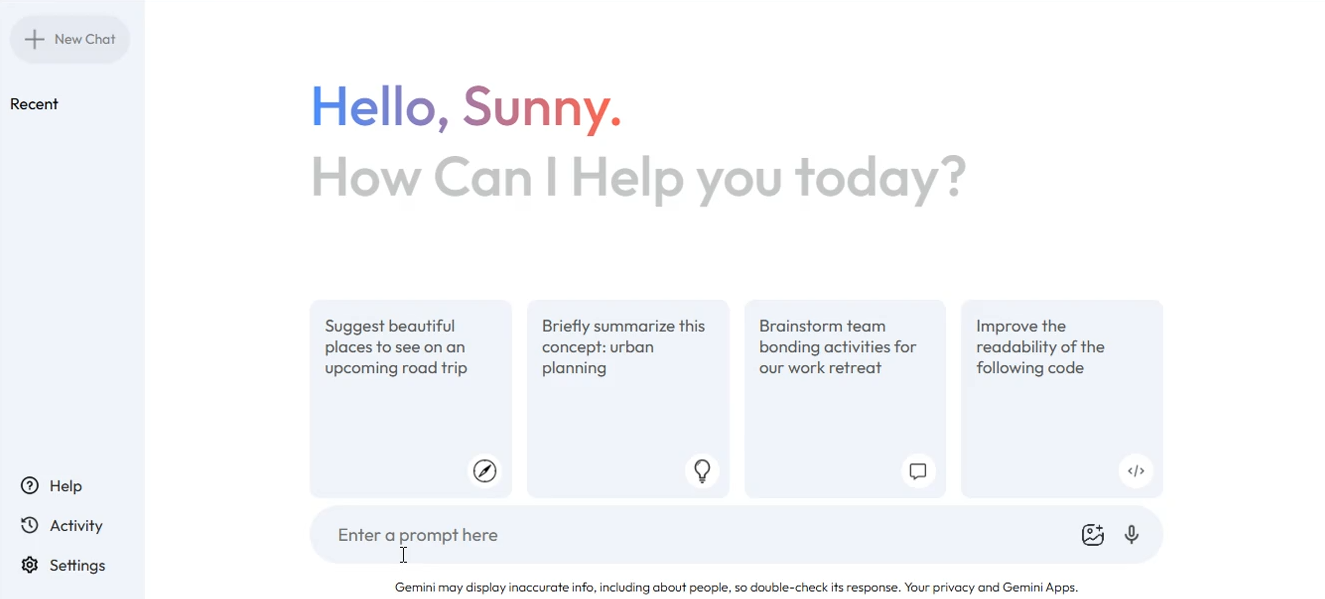 New Chat
Recent
Hello, Sunny.
How Can I Help you today?
Suggest beautiful
places to see on an
upcoming road trip
Briefly summarize this
concept: urban
planning
Brainstorm team
bonding activities for
our work retreat
Improve the
readability of the
following code
Help
Activity
Settings
Enter a prompt here
Gemini may display inaccurate info, including about people, so double-check its response. Your privacy and Gemini Apps.